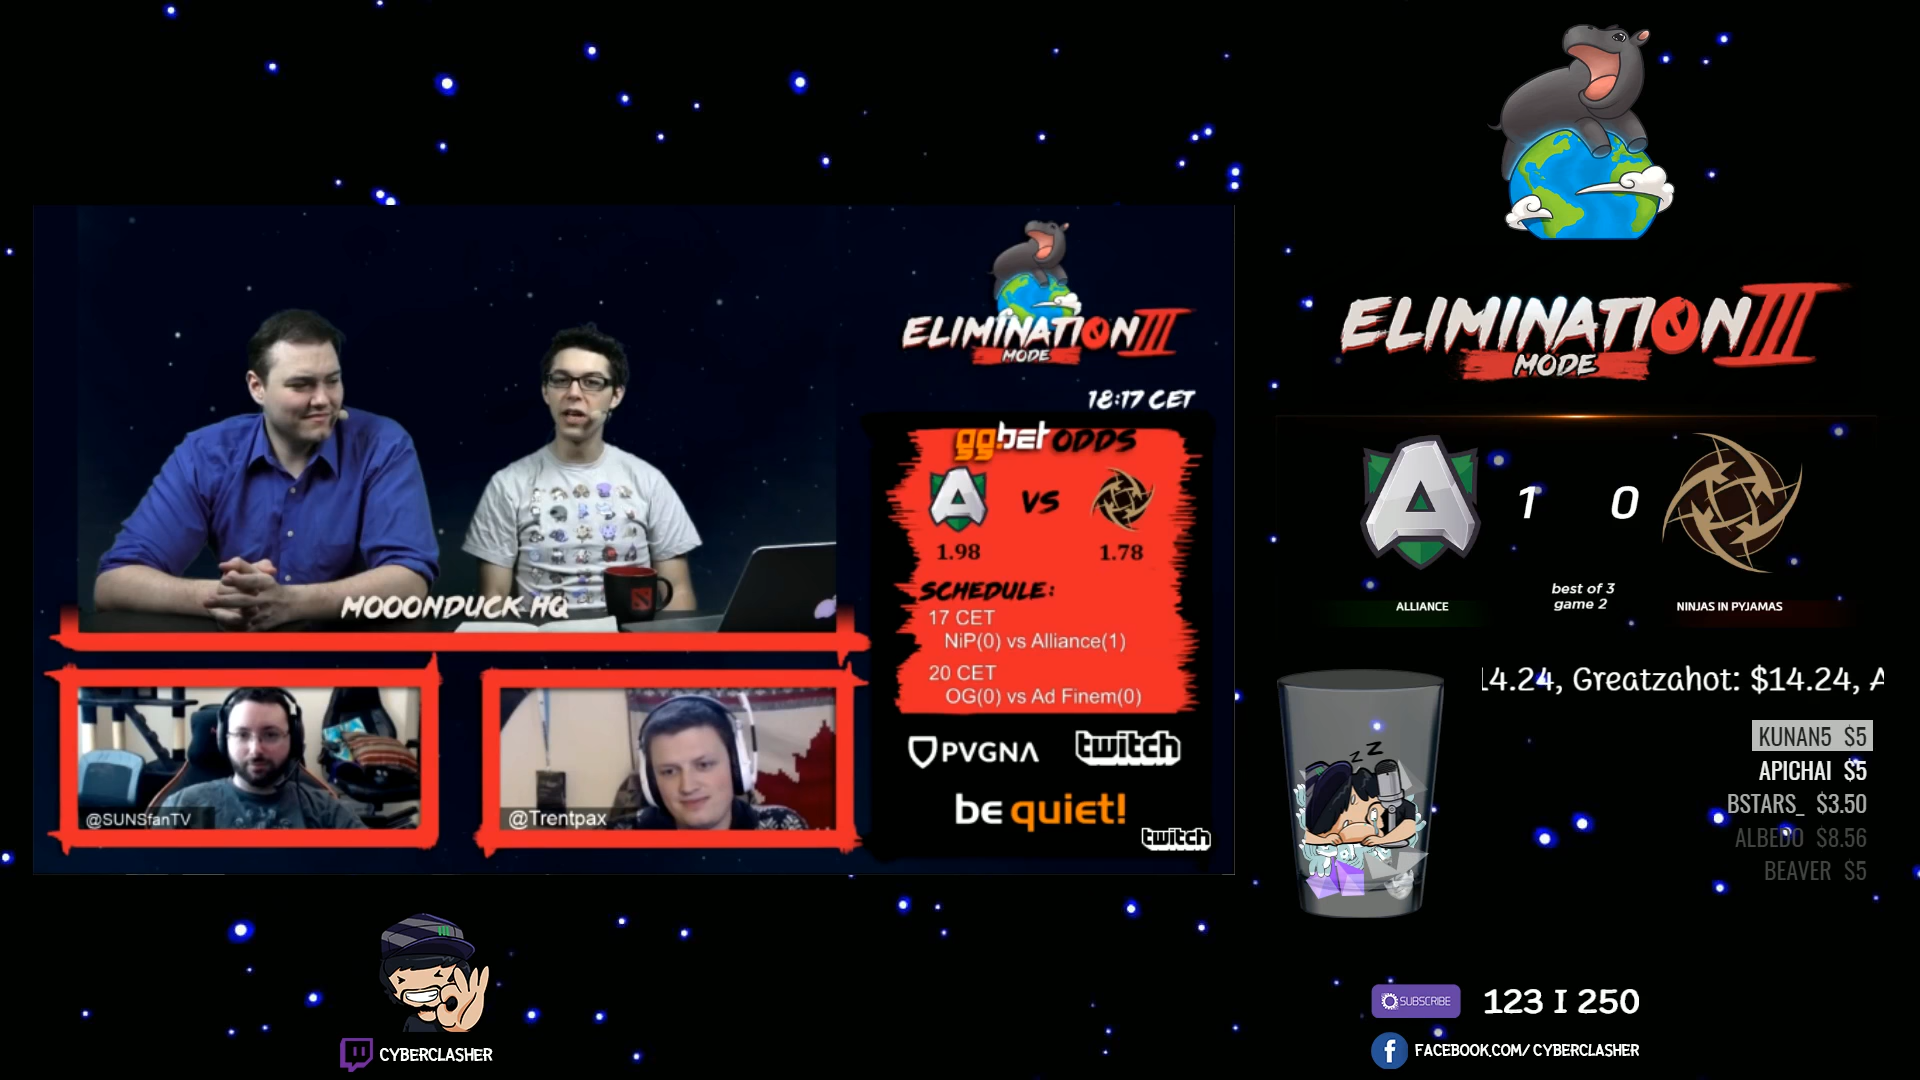 ELIMINATION III
MODE
18:17 CET
gg.bet ODDS
VS
1.98
1.78
SCHEDULE:
17 CET
NiP(0) vs Alliance(1)
20 CET
OG(0) vs Ad Finem(0)
PVGNA
twitch
be quiet!
twitch
MOOONDUCK HQ
@SUNSfanTV
@Trentpax
CYBERCLASHER
ELIMINATION III
MODE
1 0
best of 3
game 2
ALLIANCE
NINJAS IN PYJAMAS
14.24, Greatzahot: $14.24, A
KUNAN5 $5
APICHAI $5
BSTARS_ $3.50
ALBEDO $8.56
BEAVER $5
z z z
SUBSCRIBE
123 I 250
FACEBOOK.COM/ CYBERCLASHER